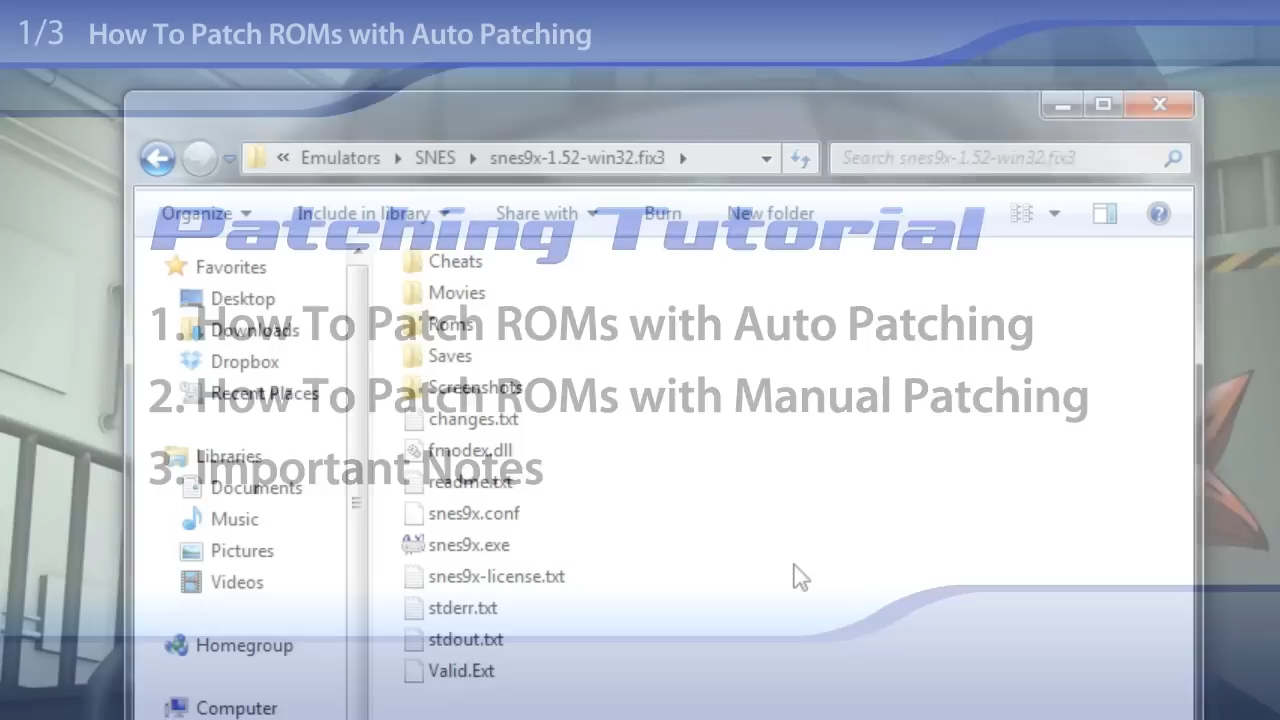 1/3 How To Patch ROMs with Auto Patching
« Emulators SNES snes9x-1.52-win32.fix3
Search snes9x-1.52-win32.fix3
Organize Include in library Share with Burn New folder
Patching Tutorial
1. How To Patch ROMs with Auto Patching
2. How To Patch ROMs with Manual Patching
3. Important Notes
Favorites
Desktop
Downloads
Dropbox
Recent Places
Libraries
Documents
Music
Pictures
Videos
Homegroup
Computer
Cheats
Movies
Roms
Saves
Screenshots
changes.txt
fmodex.dll
readme.txt
snes9x.conf
snes9x.exe
snes9x-license.txt
stderr.txt
stdout.txt
Valid.Ext